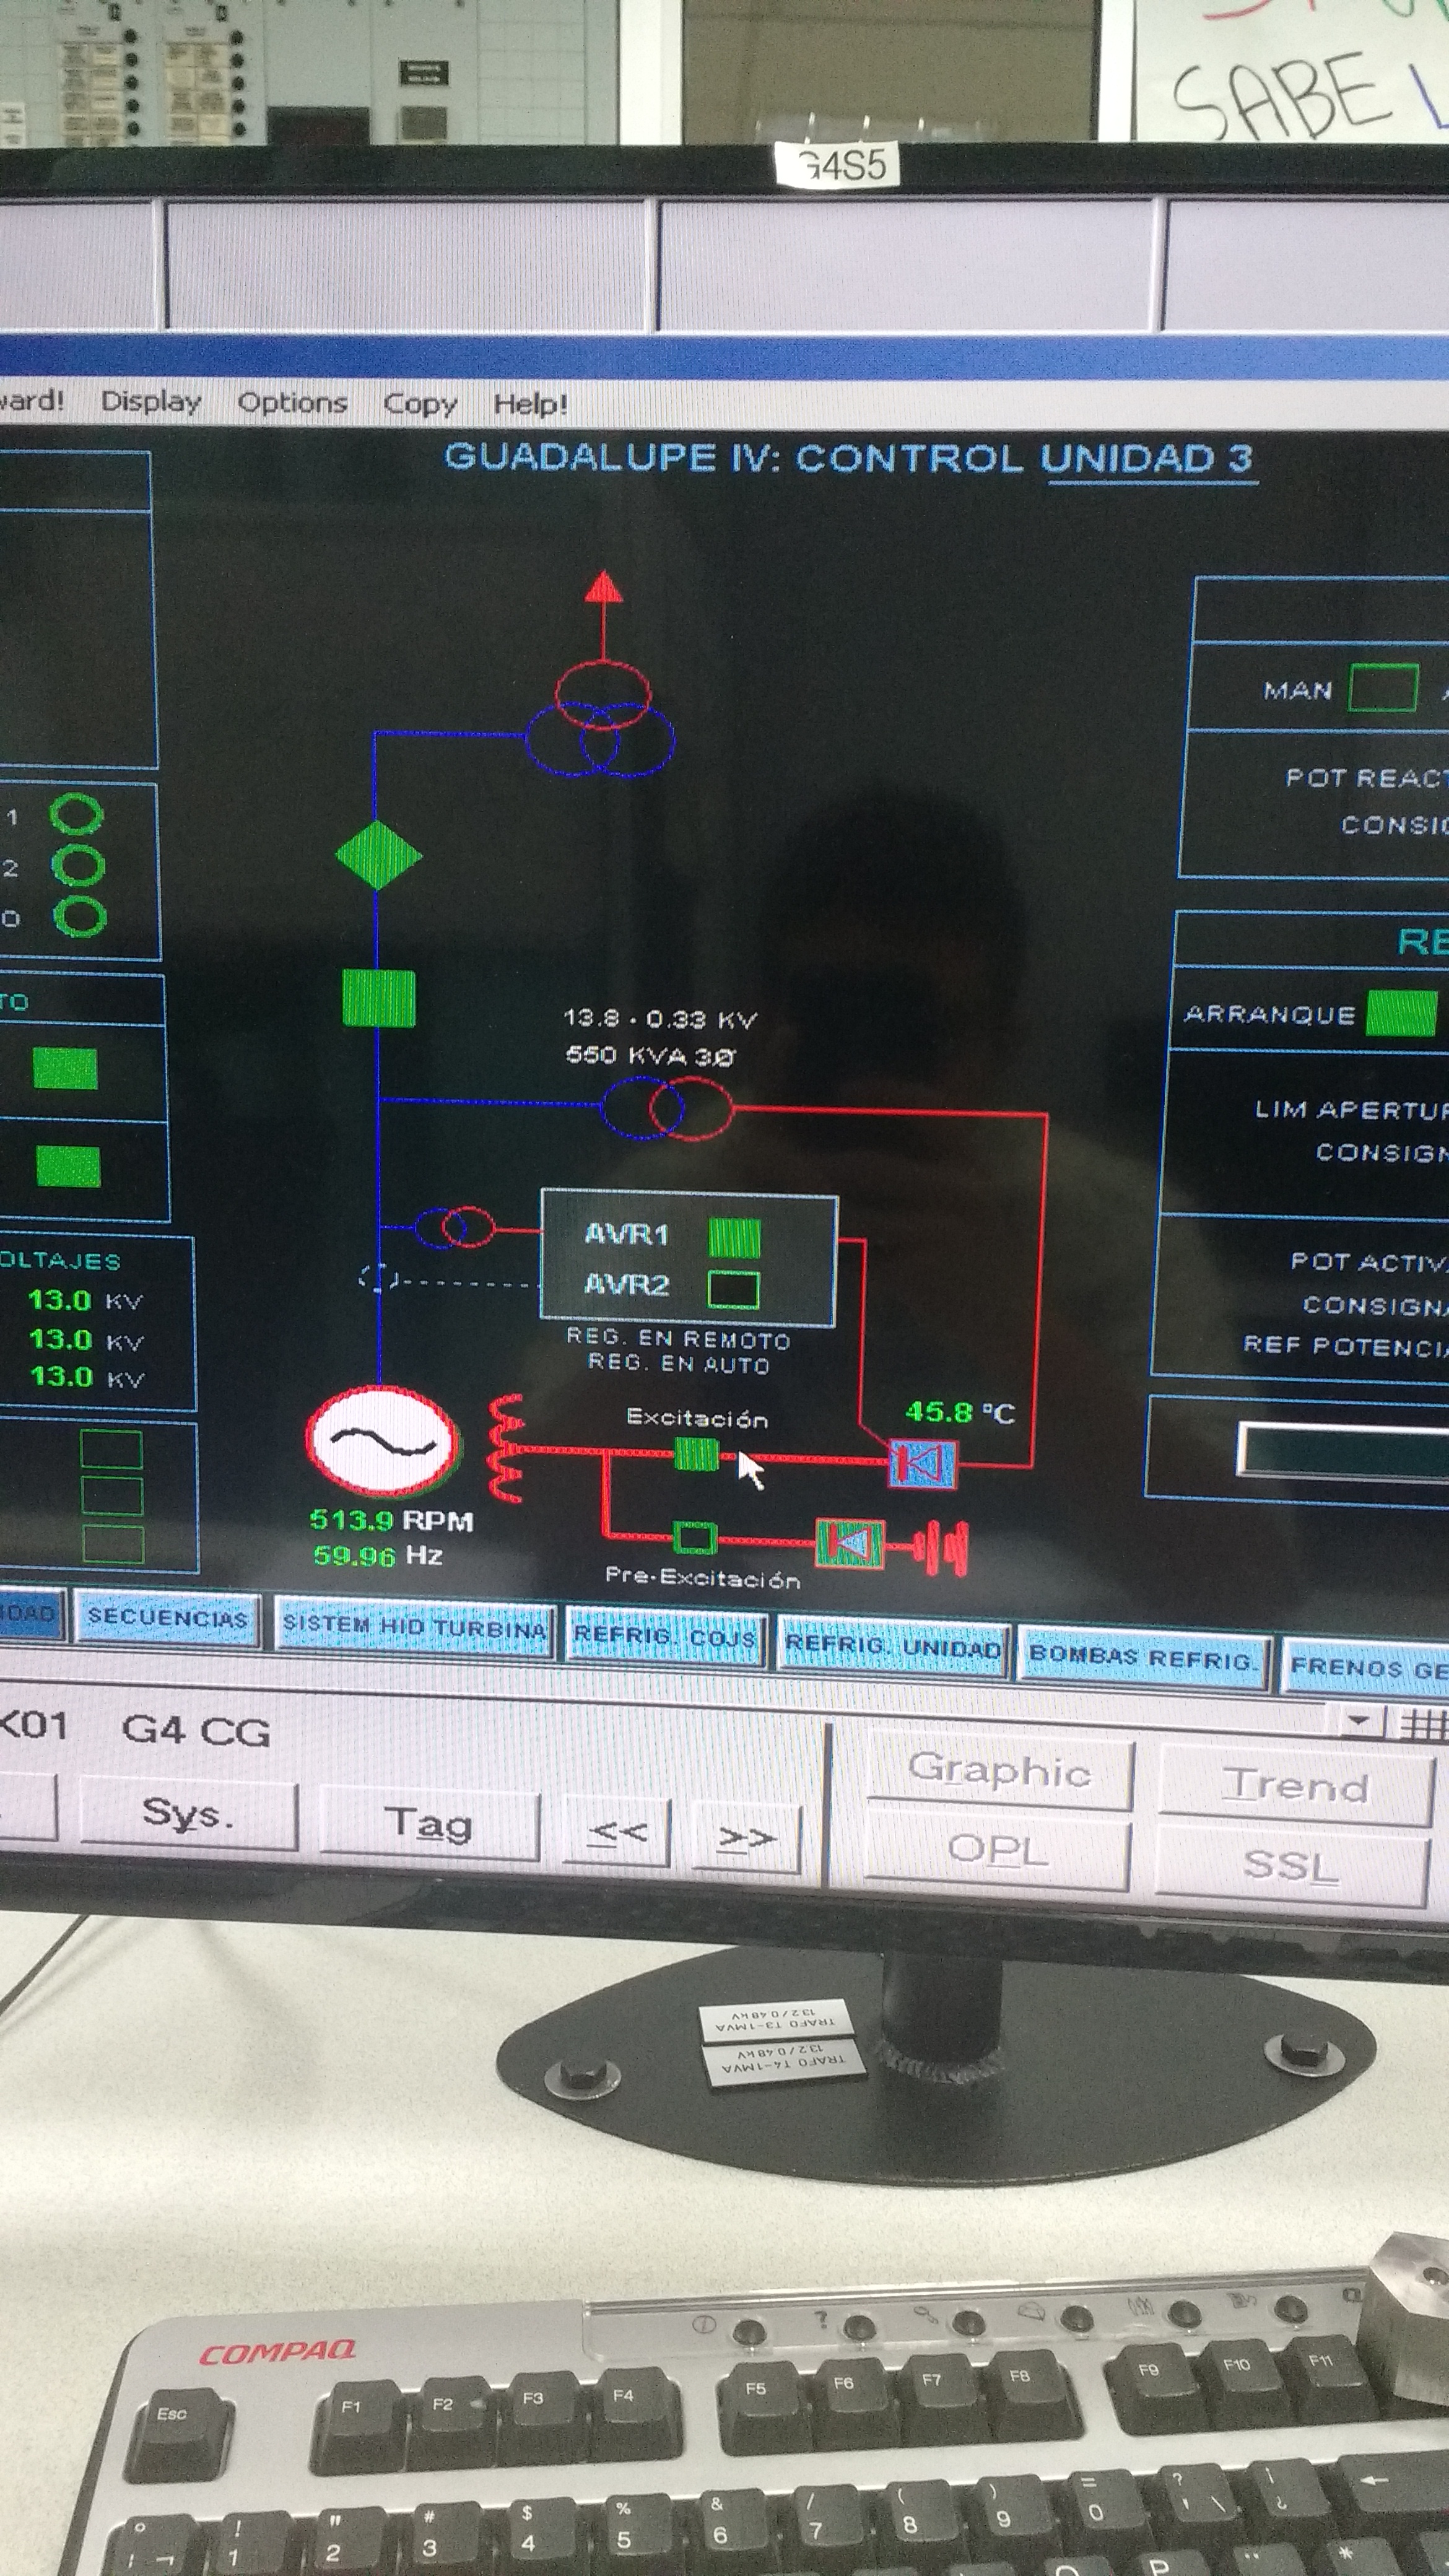 SABE
G4S5
ward! Display Options Copy Help!
GUADALUPE IV: CONTROL UNIDAD 3
MAN
POT REACT
CONSIG
1
2
0
TO
RE
ARRANQUE
13.8 - 0.33 KV
550 KVA 3Ø
LIM APERTUR
CONSIGN
AVR1
AVR2
REG. EN REMOTO
REG. EN AUTO
OLTAJES
13.0 KV
13.0 KV
13.0 KV
POT ACTIVA
CONSIGNA
REF POTENCIA
Excitación
45.8 ºC
513.9 RPM
59.96 Hz
Pre-Excitación
IDAD
SECUENCIAS
SISTEM HID TURBINA
REFRIG. COJS
REFRIG. UNIDAD
BOMBAS REFRIG.
FRENOS GE
K01 G4 CG
Sys.
Tag
<<
>>
Graphic
Trend
OPL
SSL
TRAFO T3-1MVA
13.2/0.48kV
TRAFO T4-1MVA
13.2/0.48kV
COMPAQ
Esc F1 F2 F3 F4 F5 F6 F7 F8 F9 F10 F11
! " # $ % & / ( ) = ?
1 2 3 4 5 6 7 8 9 0 '
P